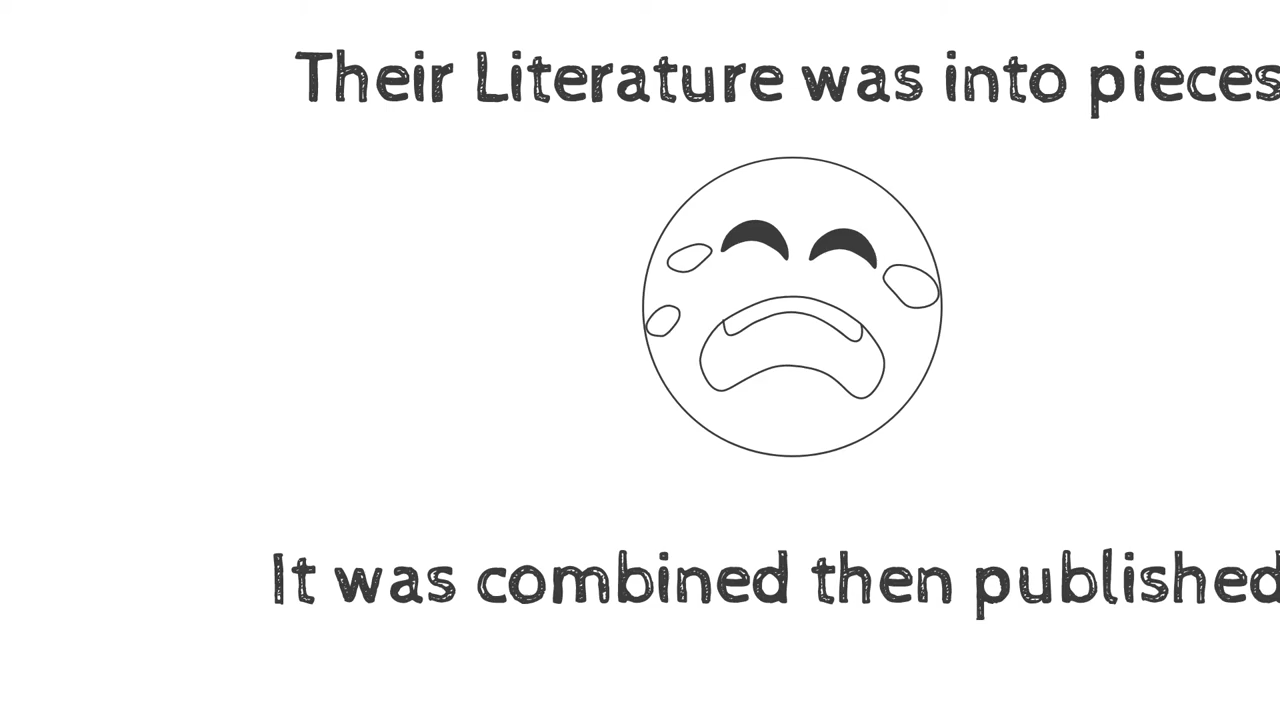 Their Literature was into pieces
It was combined then published